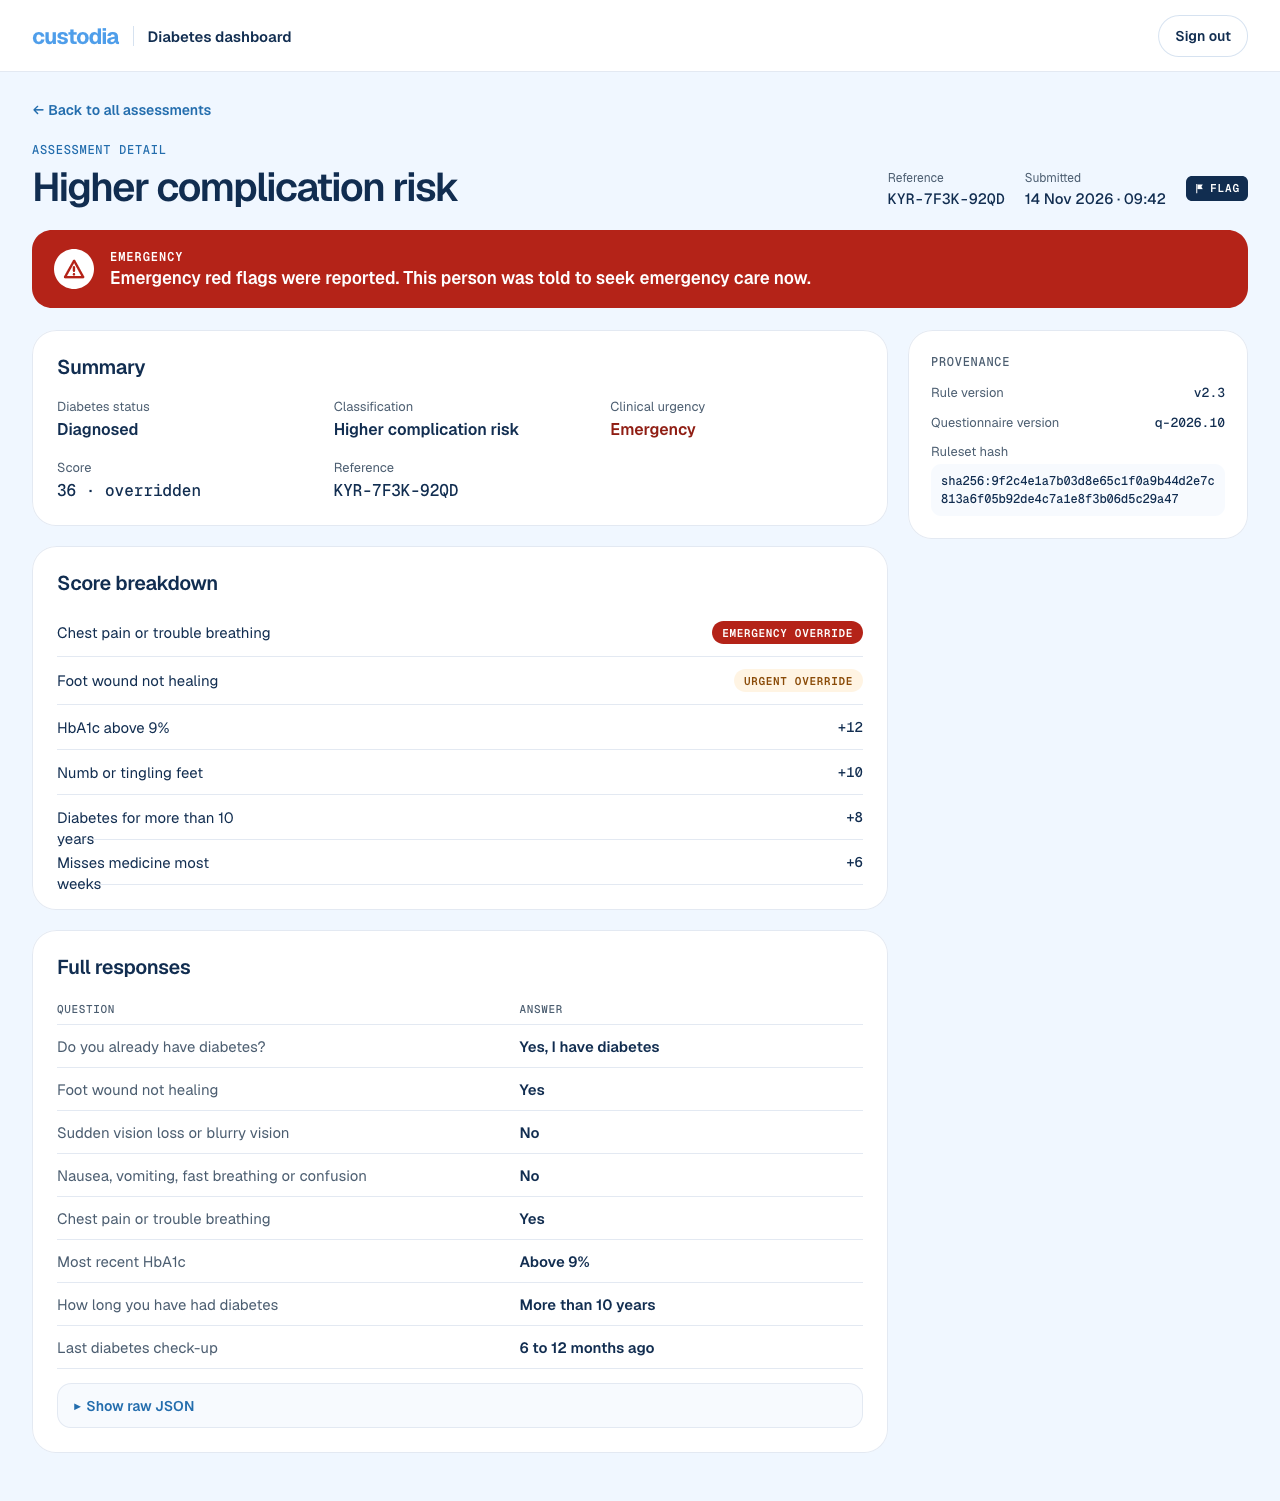 custodia
Diabetes dashboard
Sign out
← Back to all assessments
ASSESSMENT DETAIL
Higher complication risk
Reference
KYR-7F3K-92QD
Submitted
14 Nov 2026 · 09:42
FLAG
EMERGENCY
Emergency red flags were reported. This person was told to seek emergency care now.
Summary
Diabetes status
Diagnosed
Classification
Higher complication risk
Clinical urgency
Emergency
Score
36 · overridden
Reference
KYR-7F3K-92QD
PROVENANCE
Rule version v2.3
Questionnaire version q-2026.10
Ruleset hash
sha256:9f2c4e1a7b03d8e65c1f0a9b44d2e7c
813a6f05b92de4c7a1e8f3b06d5c29a47
Score breakdown
Chest pain or trouble breathing EMERGENCY OVERRIDE
Foot wound not healing URGENT OVERRIDE
HbA1c above 9% +12
Numb or tingling feet +10
Diabetes for more than 10 +8
years
Misses medicine most +6
weeks
Full responses
QUESTION ANSWER
Do you already have diabetes? Yes, I have diabetes
Foot wound not healing Yes
Sudden vision loss or blurry vision No
Nausea, vomiting, fast breathing or confusion No
Chest pain or trouble breathing Yes
Most recent HbA1c Above 9%
How long you have had diabetes More than 10 years
Last diabetes check-up 6 to 12 months ago
▸ Show raw JSON